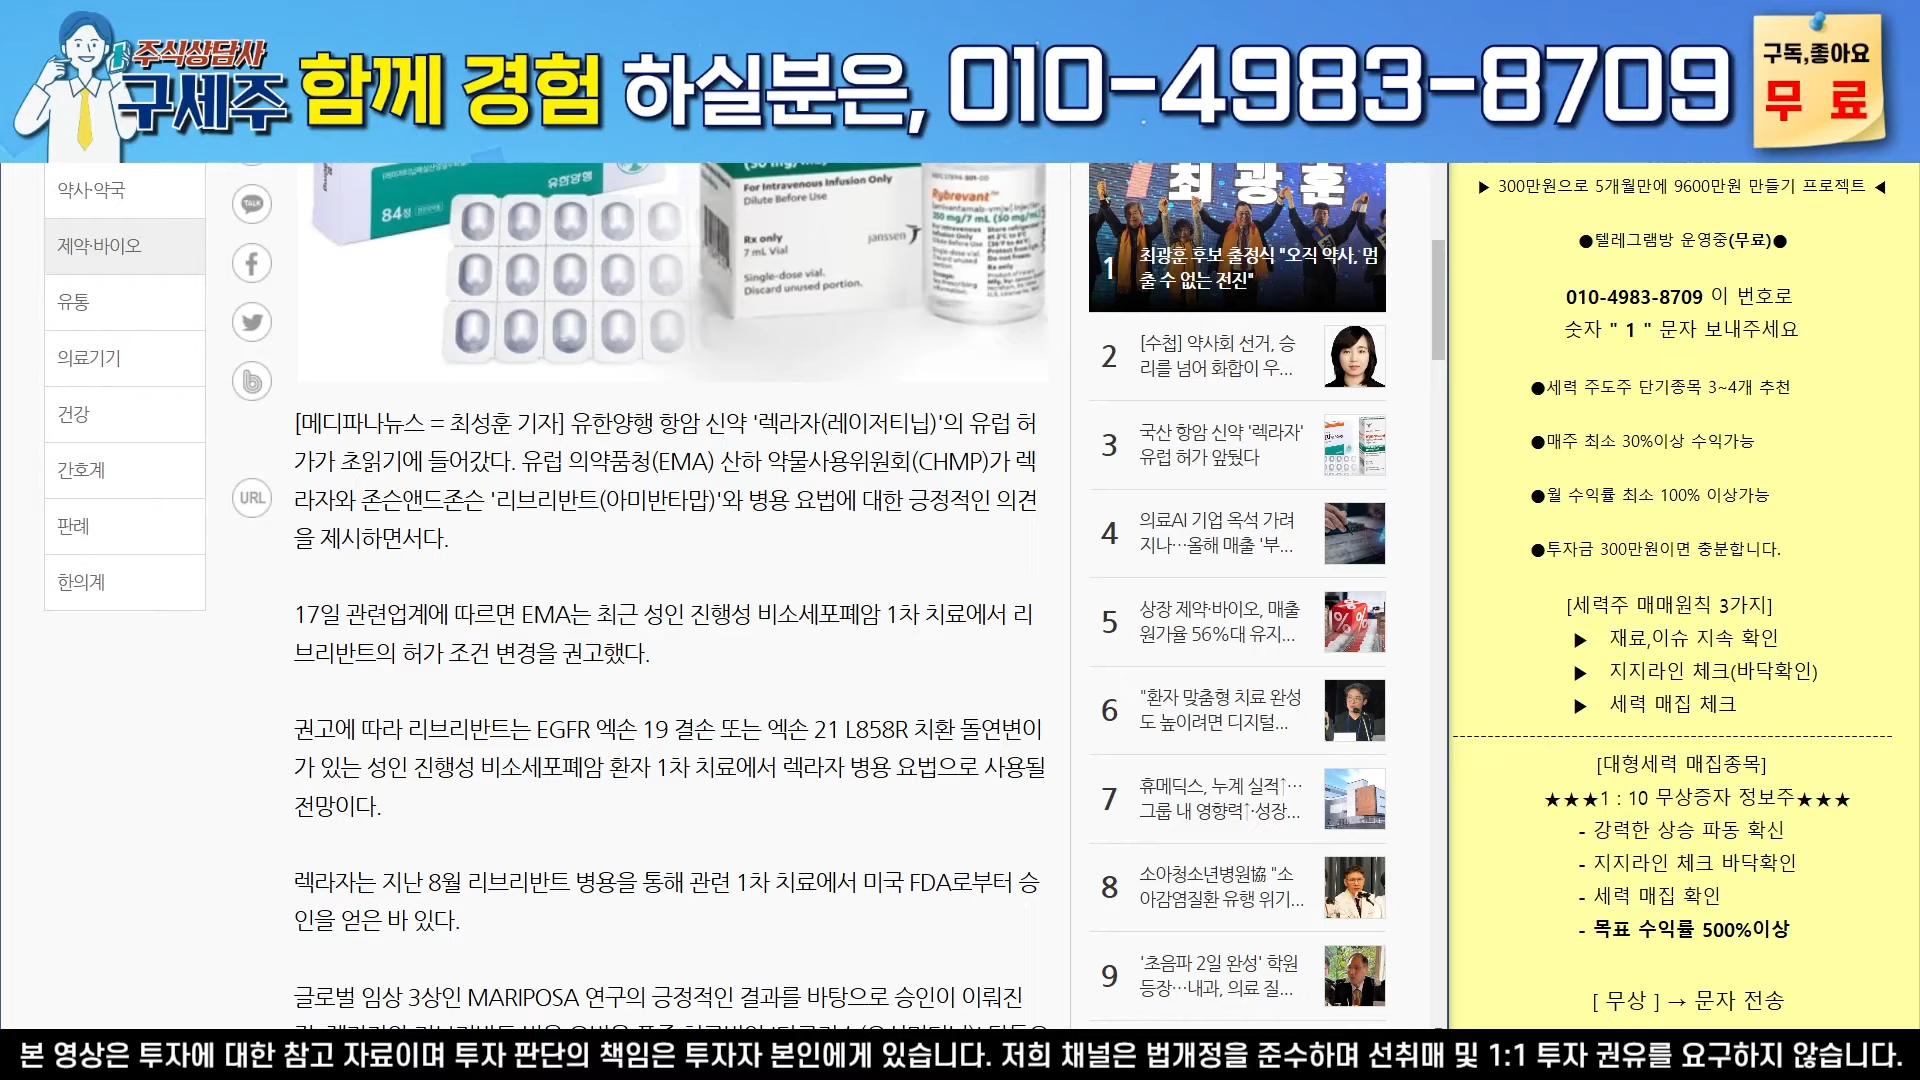 주식상담사
구세주
함께 경험 하실분은, 010-4983-8709
구독,좋아요
무 료
약사·약국
제약·바이오
유통
의료기기
건강
간호계
판례
한의계
TALK
URL
유한양행
84정
For Intravenous Infusion Only
Dilute Before Use
Rx only
7 mL Vial
janssen
Single-dose vial.
Discard unused portion.
Rybrevant
350 mg/7 mL (50 mg/mL)
[메디파나뉴스 = 최성훈 기자] 유한양행 항암 신약 '렉라자(레이저티닙)'의 유럽 허
가가 초읽기에 들어갔다. 유럽 의약품청(EMA) 산하 약물사용위원회(CHMP)가 렉
라자와 존슨앤드존슨 '리브리반트(아미반타맙)'와 병용 요법에 대한 긍정적인 의견
을 제시하면서다.
17일 관련업계에 따르면 EMA는 최근 성인 진행성 비소세포폐암 1차 치료에서 리
브리반트의 허가 조건 변경을 권고했다.
권고에 따라 리브리반트는 EGFR 엑손 19 결손 또는 엑손 21 L858R 치환 돌연변이
가 있는 성인 진행성 비소세포폐암 환자 1차 치료에서 렉라자 병용 요법으로 사용될
전망이다.
렉라자는 지난 8월 리브리반트 병용을 통해 관련 1차 치료에서 미국 FDA로부터 승
인을 얻은 바 있다.
글로벌 임상 3상인 MARIPOSA 연구의 긍정적인 결과를 바탕으로 승인이 이뤄진
최광훈
1 최광훈 후보 출정식 "오직 약사, 멈
출 수 없는 전진"
2 [수첩] 약사회 선거, 승
리를 넘어 화합이 우...
3 국산 항암 신약 '렉라자'
유럽 허가 앞뒀다
4 의료AI 기업 옥석 가려
지나…올해 매출 '부...
5 상장 제약·바이오, 매출
원가율 56%대 유지...
6 "환자 맞춤형 치료 완성
도 높이려면 디지털...
7 휴메딕스, 누계 실적↑…
그룹 내 영향력↑·성장...
8 소아청소년병원協 "소
아감염질환 유행 위기...
9 '초음파 2일 완성' 학원
등장…내과, 의료 질...
▶ 300만원으로 5개월만에 9600만원 만들기 프로젝트 ◀
●텔레그램방 운영중(무료)●
010-4983-8709 이 번호로
숫자 " 1 " 문자 보내주세요
●세력 주도주 단기종목 3~4개 추천
●매주 최소 30%이상 수익가능
●월 수익률 최소 100% 이상가능
●투자금 300만원이면 충분합니다.
[세력주 매매원칙 3가지]
▶ 재료,이슈 지속 확인
▶ 지지라인 체크(바닥확인)
▶ 세력 매집 체크
[대형세력 매집종목]
★★★1 : 10 무상증자 정보주★★★
- 강력한 상승 파동 확신
- 지지라인 체크 바닥확인
- 세력 매집 확인
- 목표 수익률 500%이상
[ 무상 ] → 문자 전송
본 영상은 투자에 대한 참고 자료이며 투자 판단의 책임은 투자자 본인에게 있습니다. 저희 채널은 법개정을 준수하며 선취매 및 1:1 투자 권유를 요구하지 않습니다.